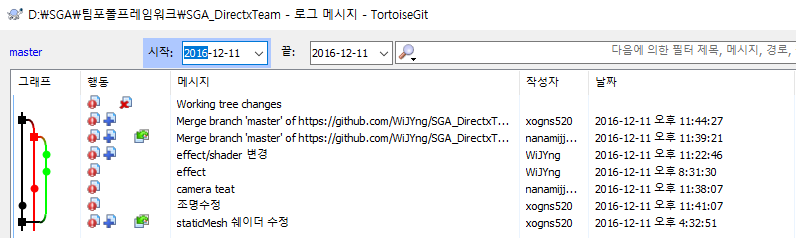 D:\SGA\팀포폴프레임워크\SGA_DirectxTeam - 로그 메시지 - TortoiseGit
master 시작: 2016-12-11 끝: 2016-12-11 다음에 의한 필터 제목, 메시지, 경로,
그래프 행동 메시지 작성자 날짜
Working tree changes
Merge branch 'master' of https://github.com/WiJYng/SGA_DirectxT... xogns520 2016-12-11 오후 11:44:27
Merge branch 'master' of https://github.com/WiJYng/SGA_DirectxT... nanamijj... 2016-12-11 오후 11:39:21
effect/shader 변경 WiJYng 2016-12-11 오후 11:22:46
effect WiJYng 2016-12-11 오후 8:31:30
camera teat nanamijj... 2016-12-11 오후 11:38:07
조명수정 xogns520 2016-12-11 오후 11:41:07
staticMesh 쉐이더 수정 xogns520 2016-12-11 오후 4:32:51